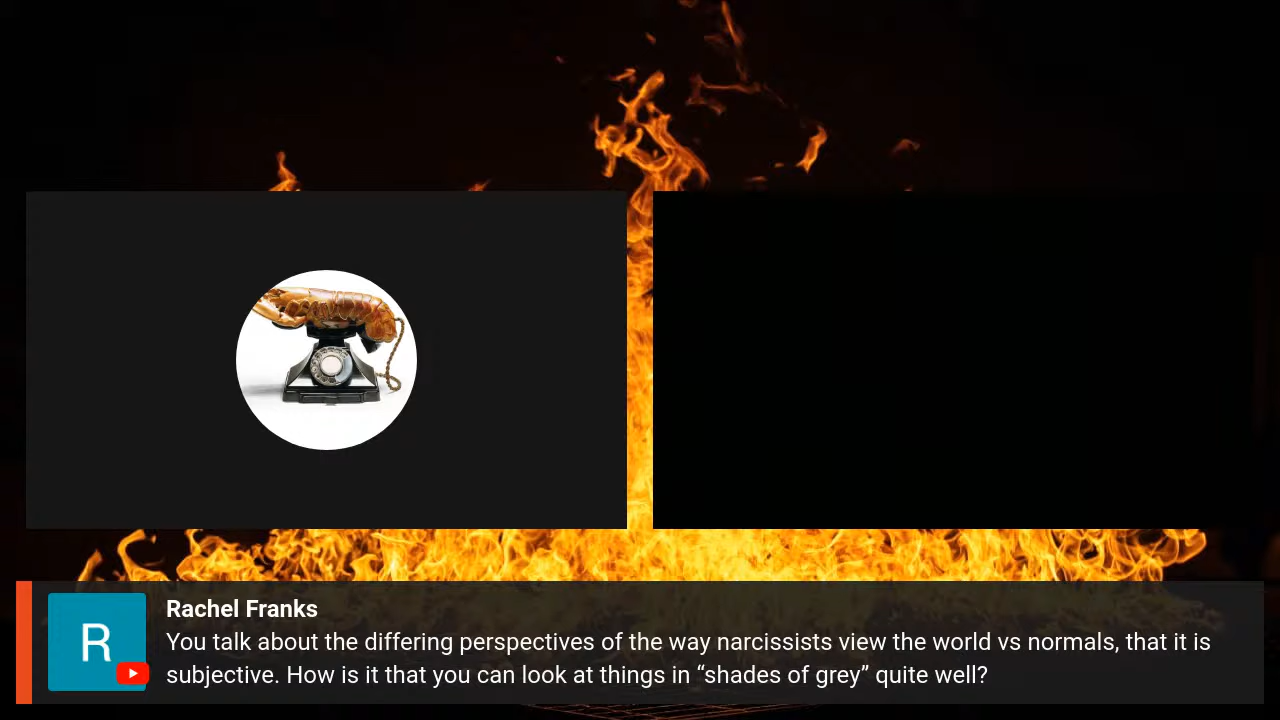 R
Rachel Franks
You talk about the differing perspectives of the way narcissists view the world vs normals, that it is
subjective. How is it that you can look at things in “shades of grey” quite well?